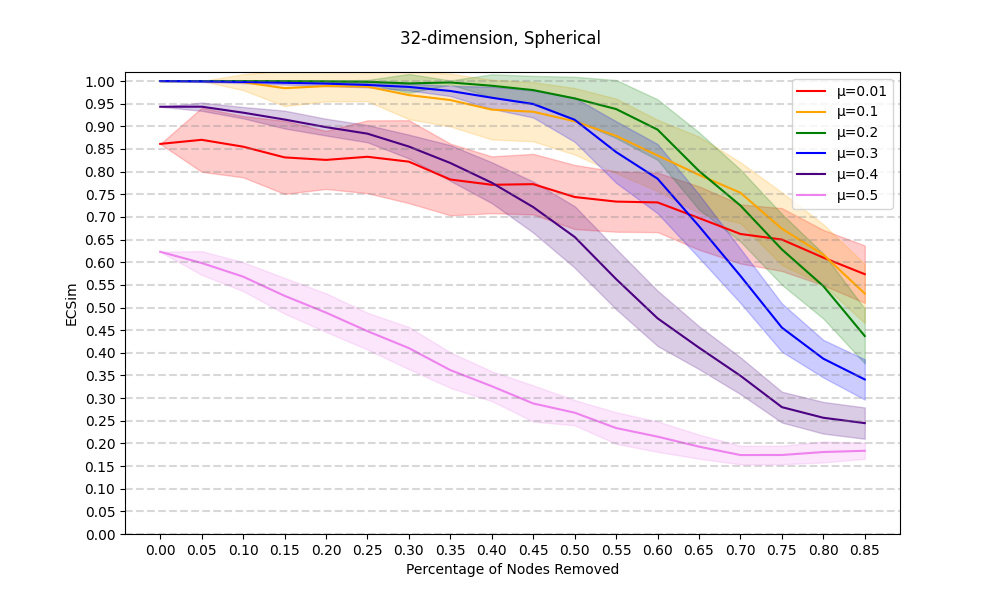 32-dimension, Spherical
1.00
0.95
0.90
0.85
0.80
0.75
0.70
0.65
0.60
0.55
0.50
0.45
0.40
0.35
0.30
0.25
0.20
0.15
0.10
0.05
0.00
ECSim
μ=0.01
μ=0.1
μ=0.2
μ=0.3
μ=0.4
μ=0.5
0.00 0.05 0.10 0.15 0.20 0.25 0.30 0.35 0.40 0.45 0.50 0.55 0.60 0.65 0.70 0.75 0.80 0.85
Percentage of Nodes Removed